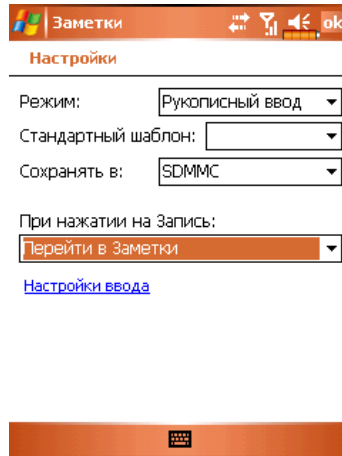 Заметки ok
Настройки
Режим: Рукописный ввод
Стандартный шаблон:
Сохранять в: SDMMC
При нажатии на Запись:
Перейти в Заметки
Настройки ввода